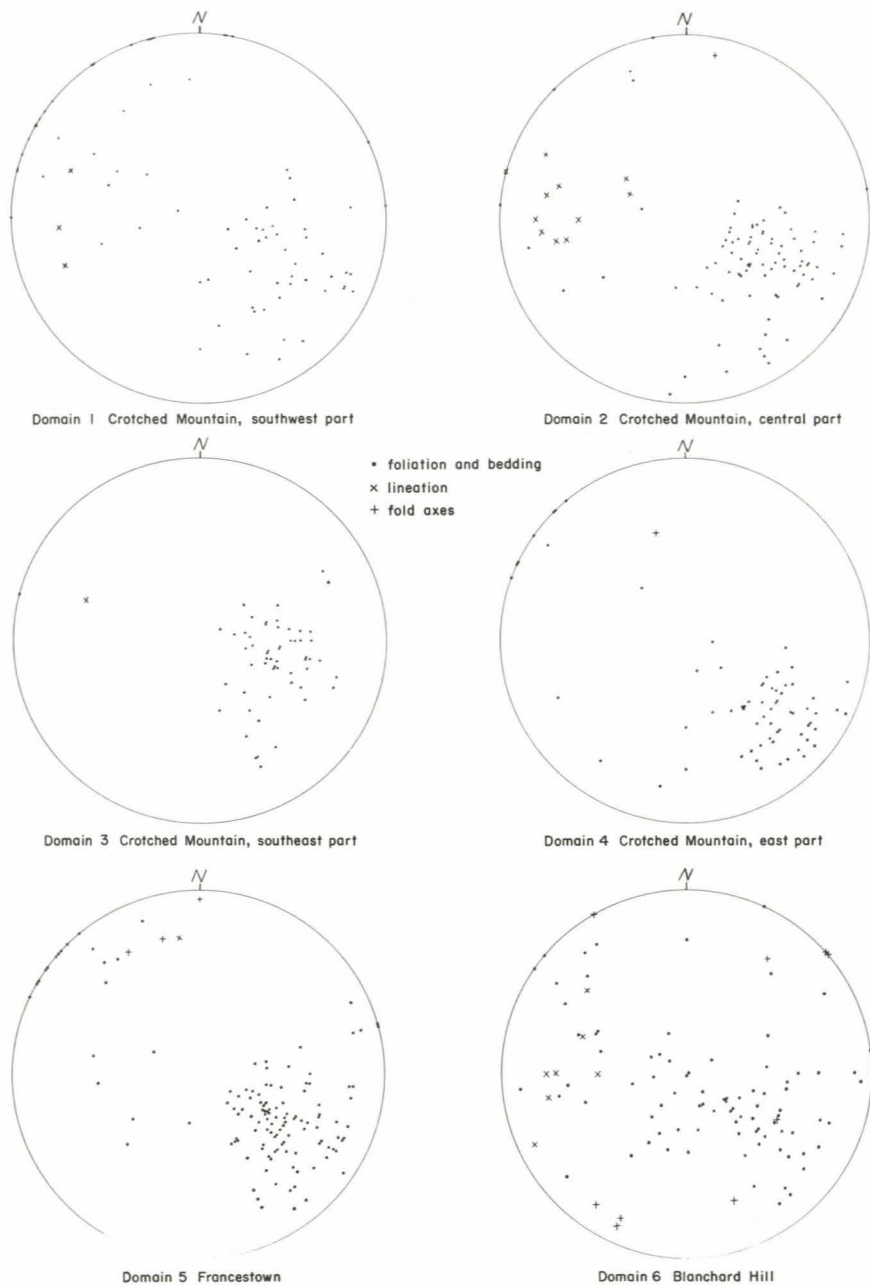 N
N
Domain 1 Crotched Mountain, southwest part
Domain 2 Crotched Mountain, central part
N
N
• foliation and bedding
× lineation
+ fold axes
Domain 3 Crotched Mountain, southeast part
Domain 4 Crotched Mountain, east part
N
N
Domain 5 Francestown
Domain 6 Blanchard Hill